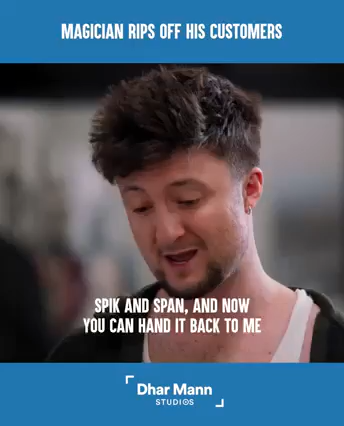 MAGICIAN RIPS OFF HIS CUSTOMERS
SPIK AND SPAN, AND NOW
YOU CAN HAND IT BACK TO ME
Dhar Mann
STUDIOS